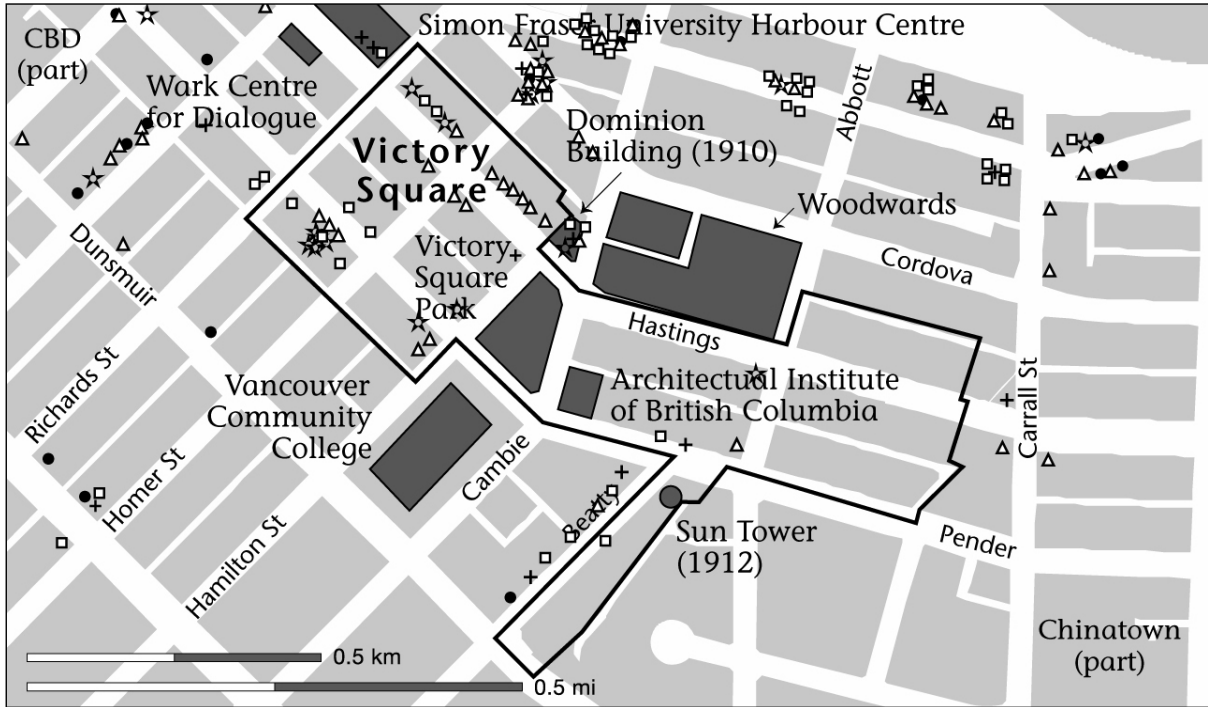 Simon Fraser University Harbour Centre
CBD
(part)
Wark Centre
for Dialogue
Abbott
Dominion
Building (1910)
Victory
Square
Woodwards
Dunsmuir
Victory
Square
Park
Cordova
Hastings
Richards St
Vancouver
Community
College
Architectural Institute
of British Columbia
Carrall St
Homer St
Cambie
Hamilton St
Beatty
Sun Tower
(1912)
Pender
Chinatown
(part)
0.5 km
0.5 mi